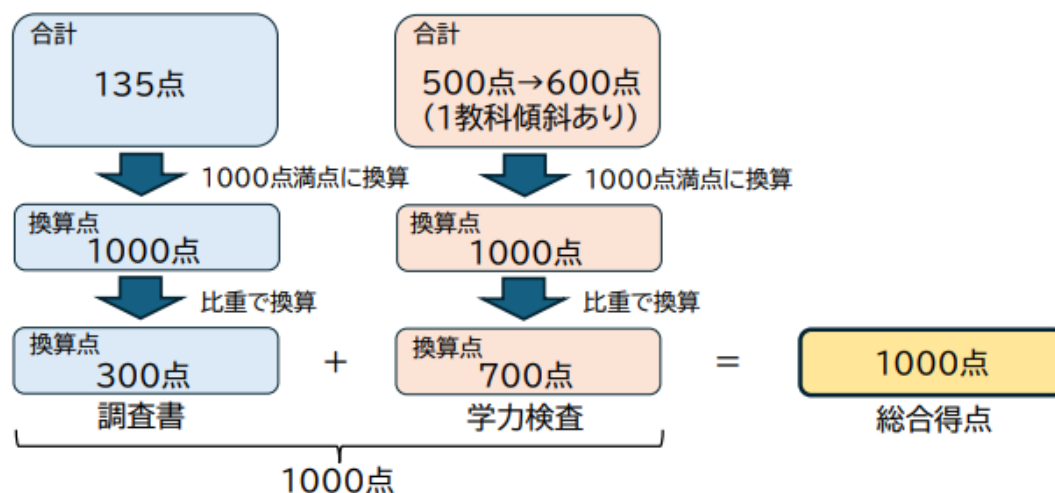 合計
135点
合計
500点→600点
(1教科傾斜あり)
1000点満点に換算
1000点満点に換算
換算点
1000点
換算点
1000点
比重で換算
比重で換算
換算点
300点
+
換算点
700点
=
1000点
調査書
学力検査
総合得点
1000点